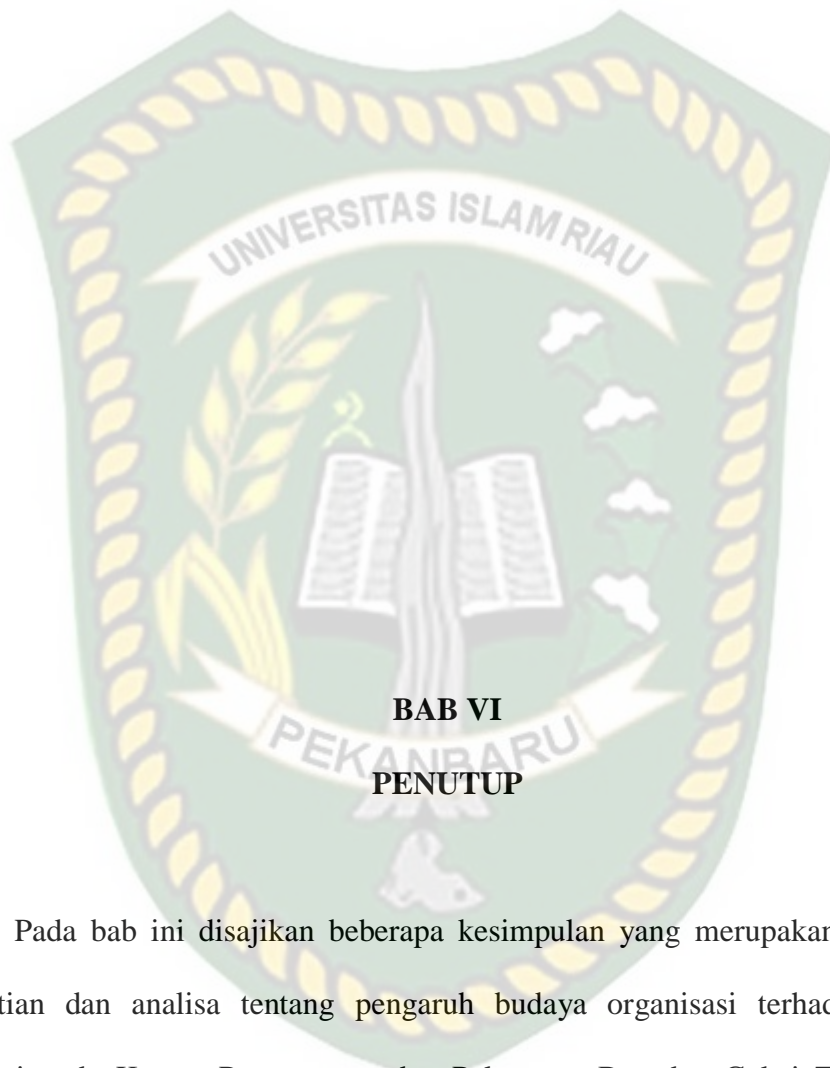 UNIVERSITAS ISLAM RIAU
BAB VI
PEKANBARU
PENUTUP
Pada bab ini disajikan beberapa kesimpulan yang merupakan
tian dan analisa tentang pengaruh budaya organisasi terhad